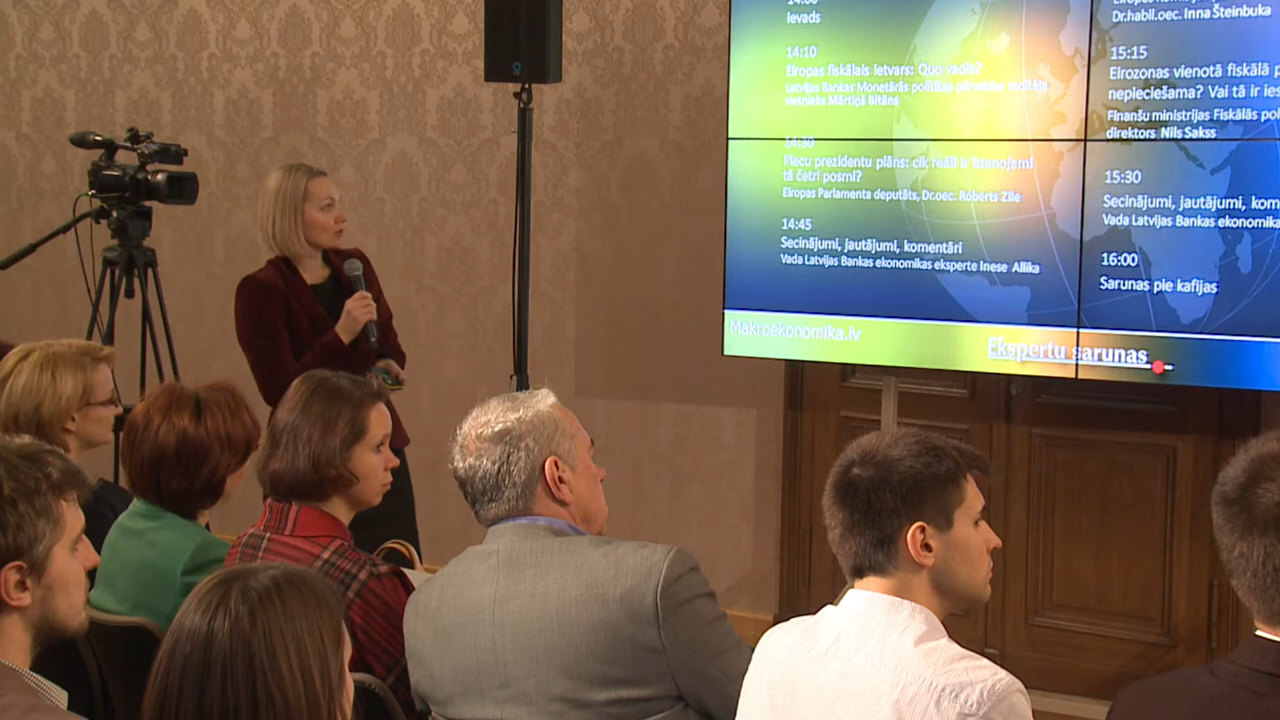 14:00
Ievads
14:10
Eiropas fiskālais ietvars: Quo vadis?
Latvijas Bankas Monetārās politikas pārvaldes vadītāja
vietnieks Mārtiņš Bitāns
14:30
Piecu prezidentu plāns: cik reāli ir īstenojami
tā četri posmi?
Eiropas Parlamenta deputāts, Dr.oec. Roberts Zīle
14:45
Secinājumi, jautājumi, komentāri
Vada Latvijas Bankas ekonomikas eksperte Inese Allika
Dr.habil.oec. Inna Šteinbuka
15:15
Eirozonas vienotā fiskālā p
nepieciešama? Vai tā ir ies
Finanšu ministrijas Fiskālās pol
direktors Nils Sakss
15:30
Secinājumi, jautājumi, kom
Vada Latvijas Bankas ekonomika
16:00
Sarunas pie kafijas
Makroekonomika.lv
Ekspertu sarunas